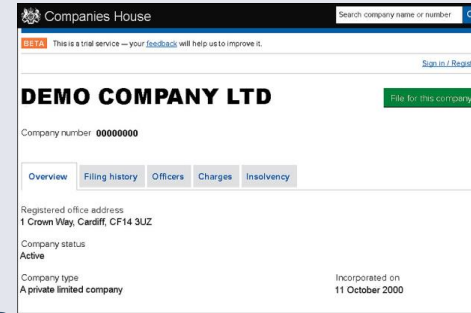 Companies House
Search company name or number
BETA This is a trial service — your feedback will help us to improve it.
Sign in / Regist
DEMO COMPANY LTD
File for this company
Company number 00000000
Overview Filing history Officers Charges Insolvency
Registered office address
1 Crown Way, Cardiff, CF14 3UZ
Company status
Active
Company type
A private limited company
Incorporated on
11 October 2000